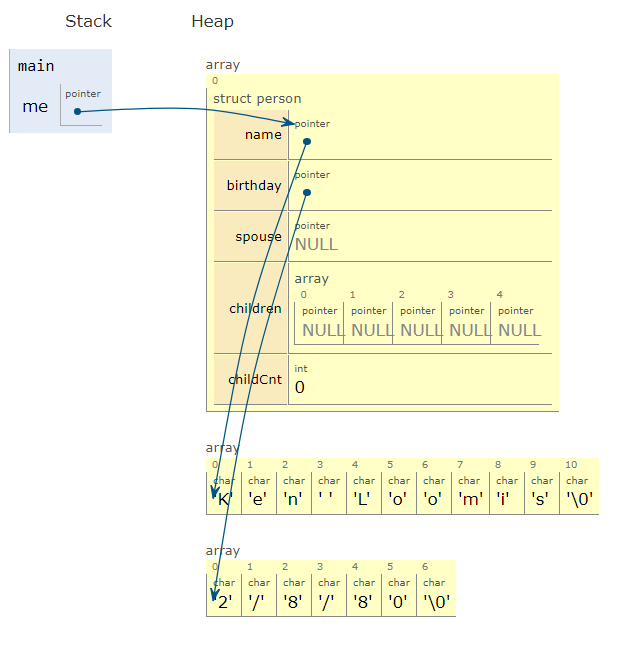 Stack Heap
array
0
main
struct person
me pointer
name pointer
birthday pointer
spouse pointer
NULL
children array
0 1 2 3 4
pointer pointer pointer pointer pointer
NULL NULL NULL NULL NULL
childCnt int
0
array
0 1 2 3 4 5 6 7 8 9 10
char char char char char char char char char char char
'K' 'e' 'n' ' ' 'L' 'o' 'o' 'm' 'i' 's' '\0'
array
0 1 2 3 4 5 6
char char char char char char char
'2' '/' '8' '/' '8' '0' '\0'